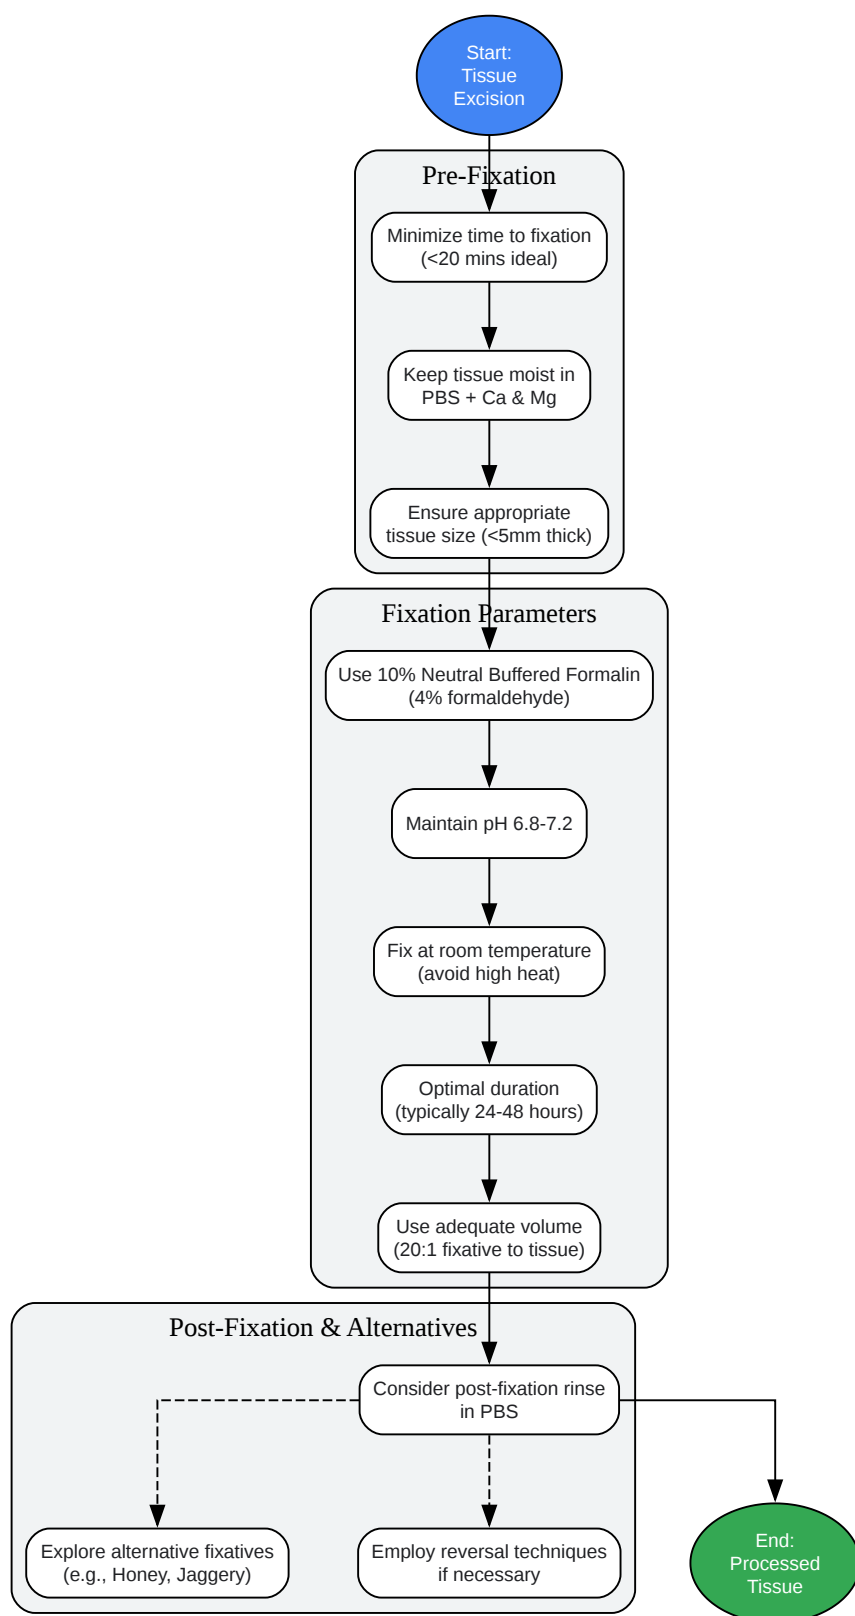 Start:
Tissue
Excision
Pre-Fixation
Minimize time to fixation
(<20 mins ideal)
Keep tissue moist in
PBS + Ca & Mg
Ensure appropriate
tissue size (<5mm thick)
Fixation Parameters
Use 10% Neutral Buffered Formalin
(4% formaldehyde)
Maintain pH 6.8-7.2
Fix at room temperature
(avoid high heat)
Optimal duration
(typically 24-48 hours)
Use adequate volume
(20:1 fixative to tissue)
Post-Fixation & Alternatives
Consider post-fixation rinse
in PBS
Explore alternative fixatives
(e.g., Honey, Jaggery)
Employ reversal techniques
if necessary
End:
Processed
Tissue